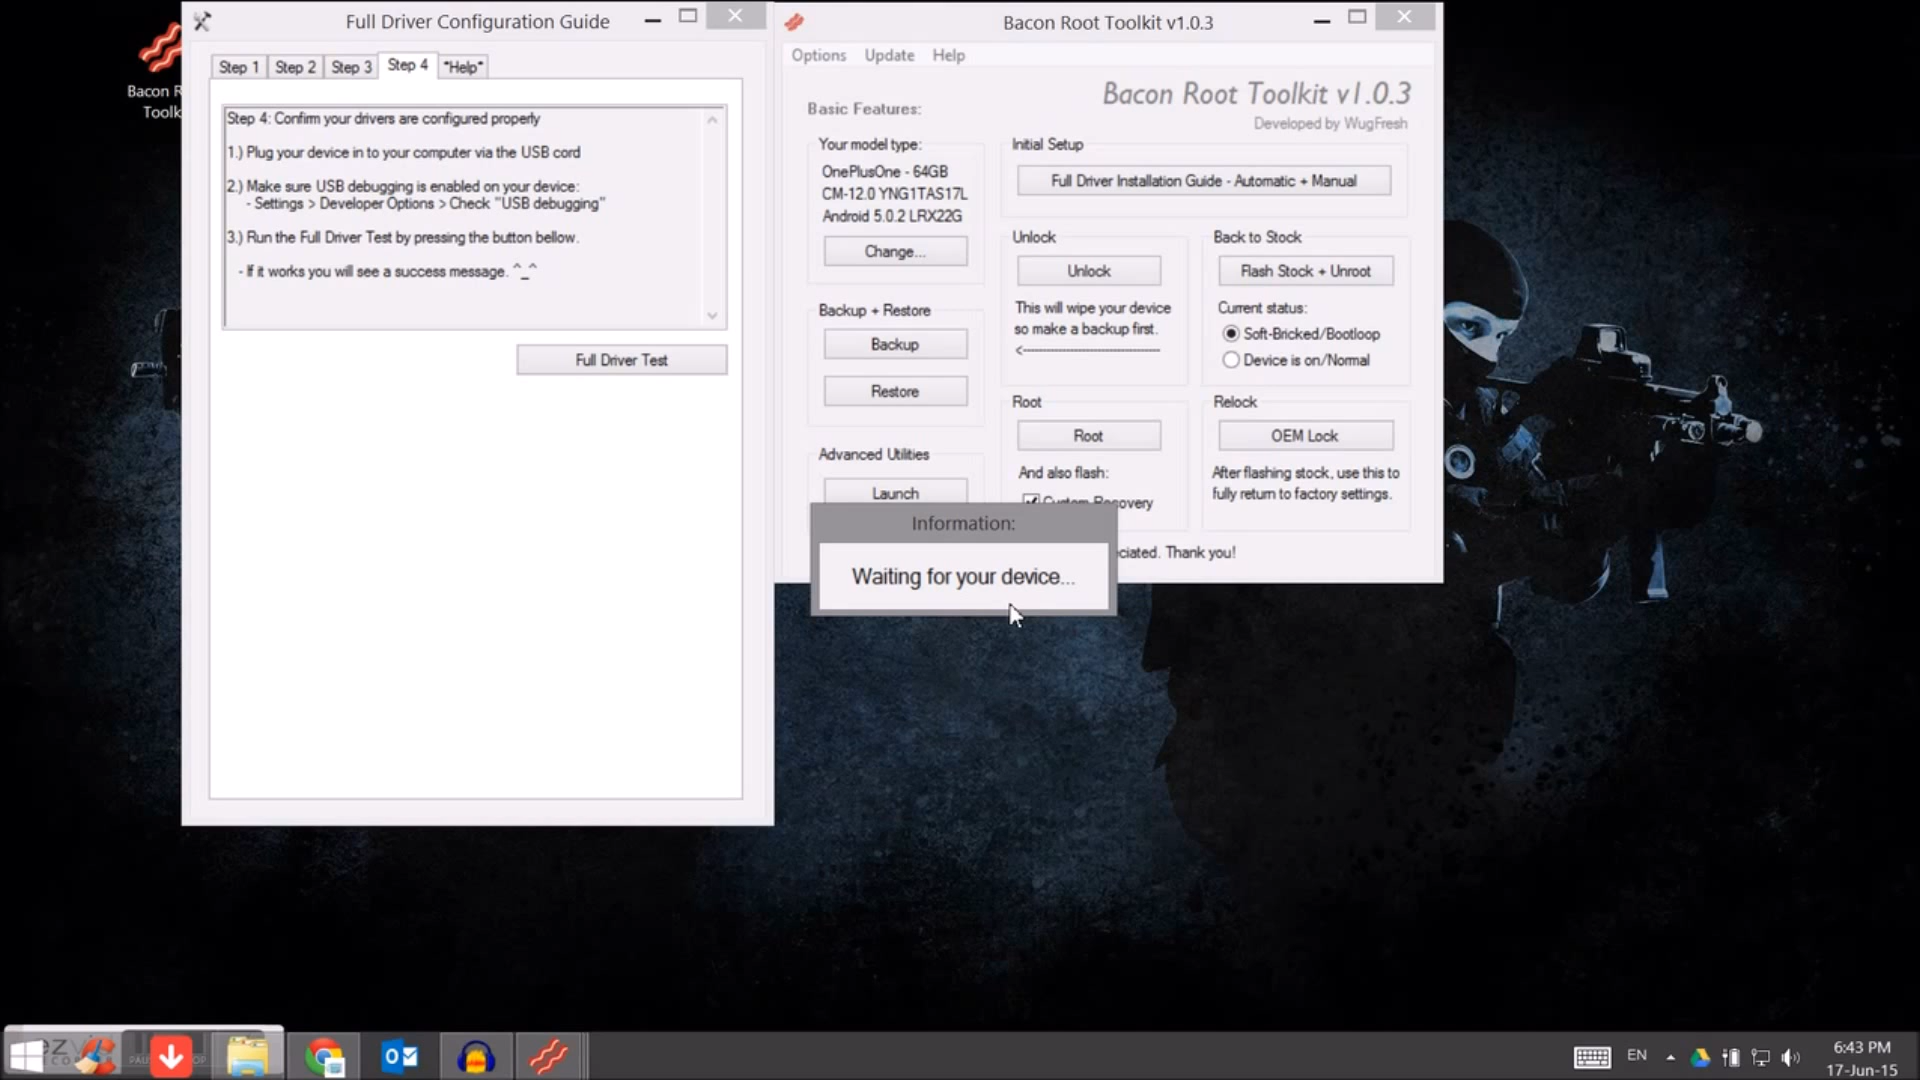 Bacon R
Toolk
Full Driver Configuration Guide
Step 1
Step 2
Step 3
Step 4
*Help*
Step 4: Confirm your drivers are configured properly
1.) Plug your device in to your computer via the USB cord
2.) Make sure USB debugging is enabled on your device:
- Settings > Developer Options > Check "USB debugging"
3.) Run the Full Driver Test by pressing the button bellow.
- If it works you will see a success message. ^_^
Full Driver Test
Bacon Root Toolkit v1.0.3
Options Update Help
Bacon Root Toolkit v1.0.3
Developed by WugFresh
Basic Features:
Your model type:
OnePlusOne - 64GB
CM-12.0 YNG1TAS17L
Android 5.0.2 LRX22G
Change...
Initial Setup
Full Driver Installation Guide - Automatic + Manual
Backup + Restore
Backup
Restore
Unlock
Unlock
This will wipe your device
so make a backup first.
<--------------------------------
Back to Stock
Flash Stock + Unroot
Current status:
Soft-Bricked/Bootloop
Device is on/Normal
Advanced Utilities
Launch
Root
Root
And also flash:
Custom Recovery
Relock
OEM Lock
After flashing stock, use this to
fully return to factory settings.
ciated. Thank you!
Information:
Waiting for your device...
EN
6:43 PM
17-Jun-15